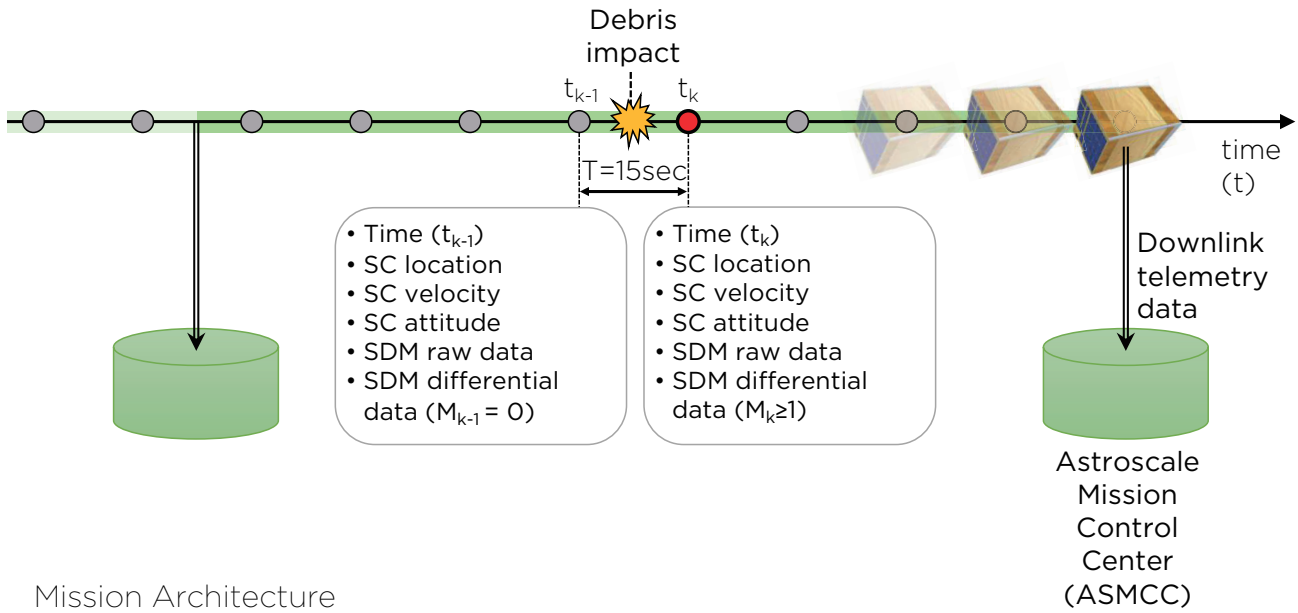 Debris
impact
tₖ₋₁
tₖ
T=15sec
time
(t)
• Time (tₖ₋₁)
• SC location
• SC velocity
• SC attitude
• SDM raw data
• SDM differential
data (Mₖ₋₁ = 0)
• Time (tₖ)
• SC location
• SC velocity
• SC attitude
• SDM raw data
• SDM differential
data (Mₖ≥1)
Downlink
telemetry
data
Astroscale
Mission
Control
Center
(ASMCC)
Mission Architecture